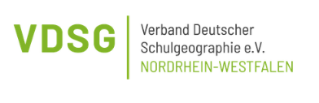 VDSG
Verband Deutscher
Schulgeographie e.V.
NORDRHEIN-WESTFALEN